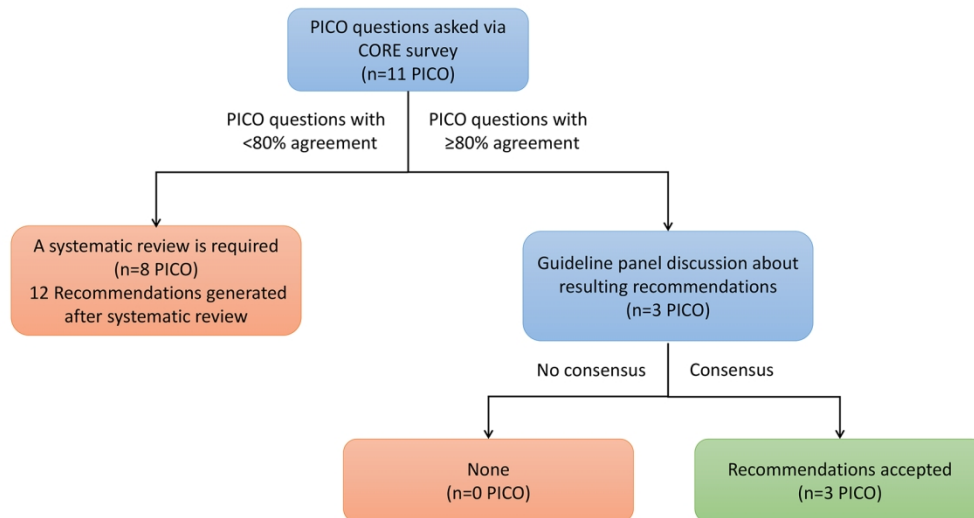 PICO questions asked via
CORE survey
(n=11 PICO)
PICO questions with
<80% agreement
PICO questions with
≥80% agreement
A systematic review is required
(n=8 PICO)
12 Recommendations generated
after systematic review
Guideline panel discussion about
resulting recommendations
(n=3 PICO)
No consensus
Consensus
None
(n=0 PICO)
Recommendations accepted
(n=3 PICO)